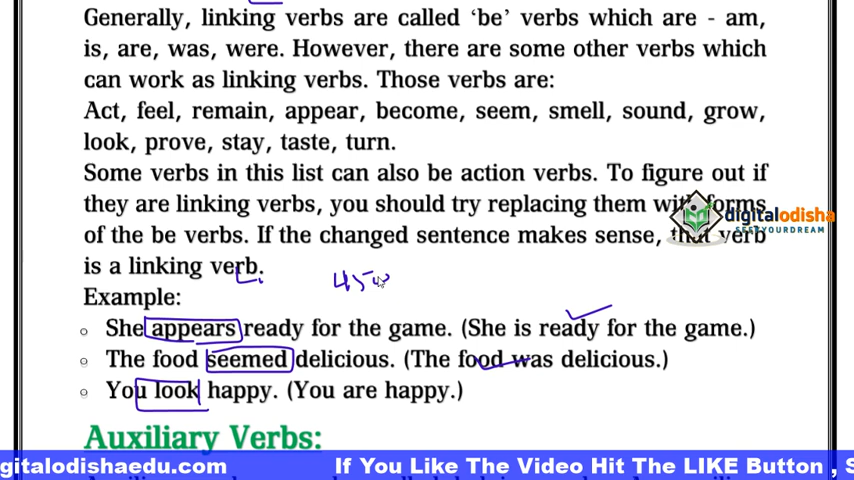 Generally, linking verbs are called ‘be’ verbs which are - am,
is, are, was, were. However, there are some other verbs which
can work as linking verbs. Those verbs are:
Act, feel, remain, appear, become, seem, smell, sound, grow,
look, prove, stay, taste, turn.
Some verbs in this list can also be action verbs. To figure out if
they are linking verbs, you should try replacing them with forms
digitalodisha
SEEK YOUR DREAM
of the be verbs. If the changed sentence makes sense, that verb
is a linking verb.
Example:
She appears ready for the game. (She is ready for the game.)
The food seemed delicious. (The food was delicious.)
You look happy. (You are happy.)
Auxiliary Verbs:
gitalodishaedu.com If You Like The Video Hit The LIKE Button , S